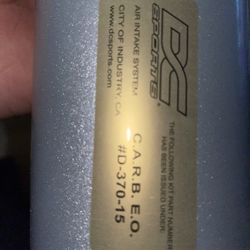 DC
SPORTS®
AIR INTAKE SYSTEM
CITY OF INDUSTRY, CA
www.dcsports.com
THE FOLLOWING KIT PART NUMBER
HAS BEEN ISSUED UNDER:
C.A.R.B. E.O.
#D-370-15